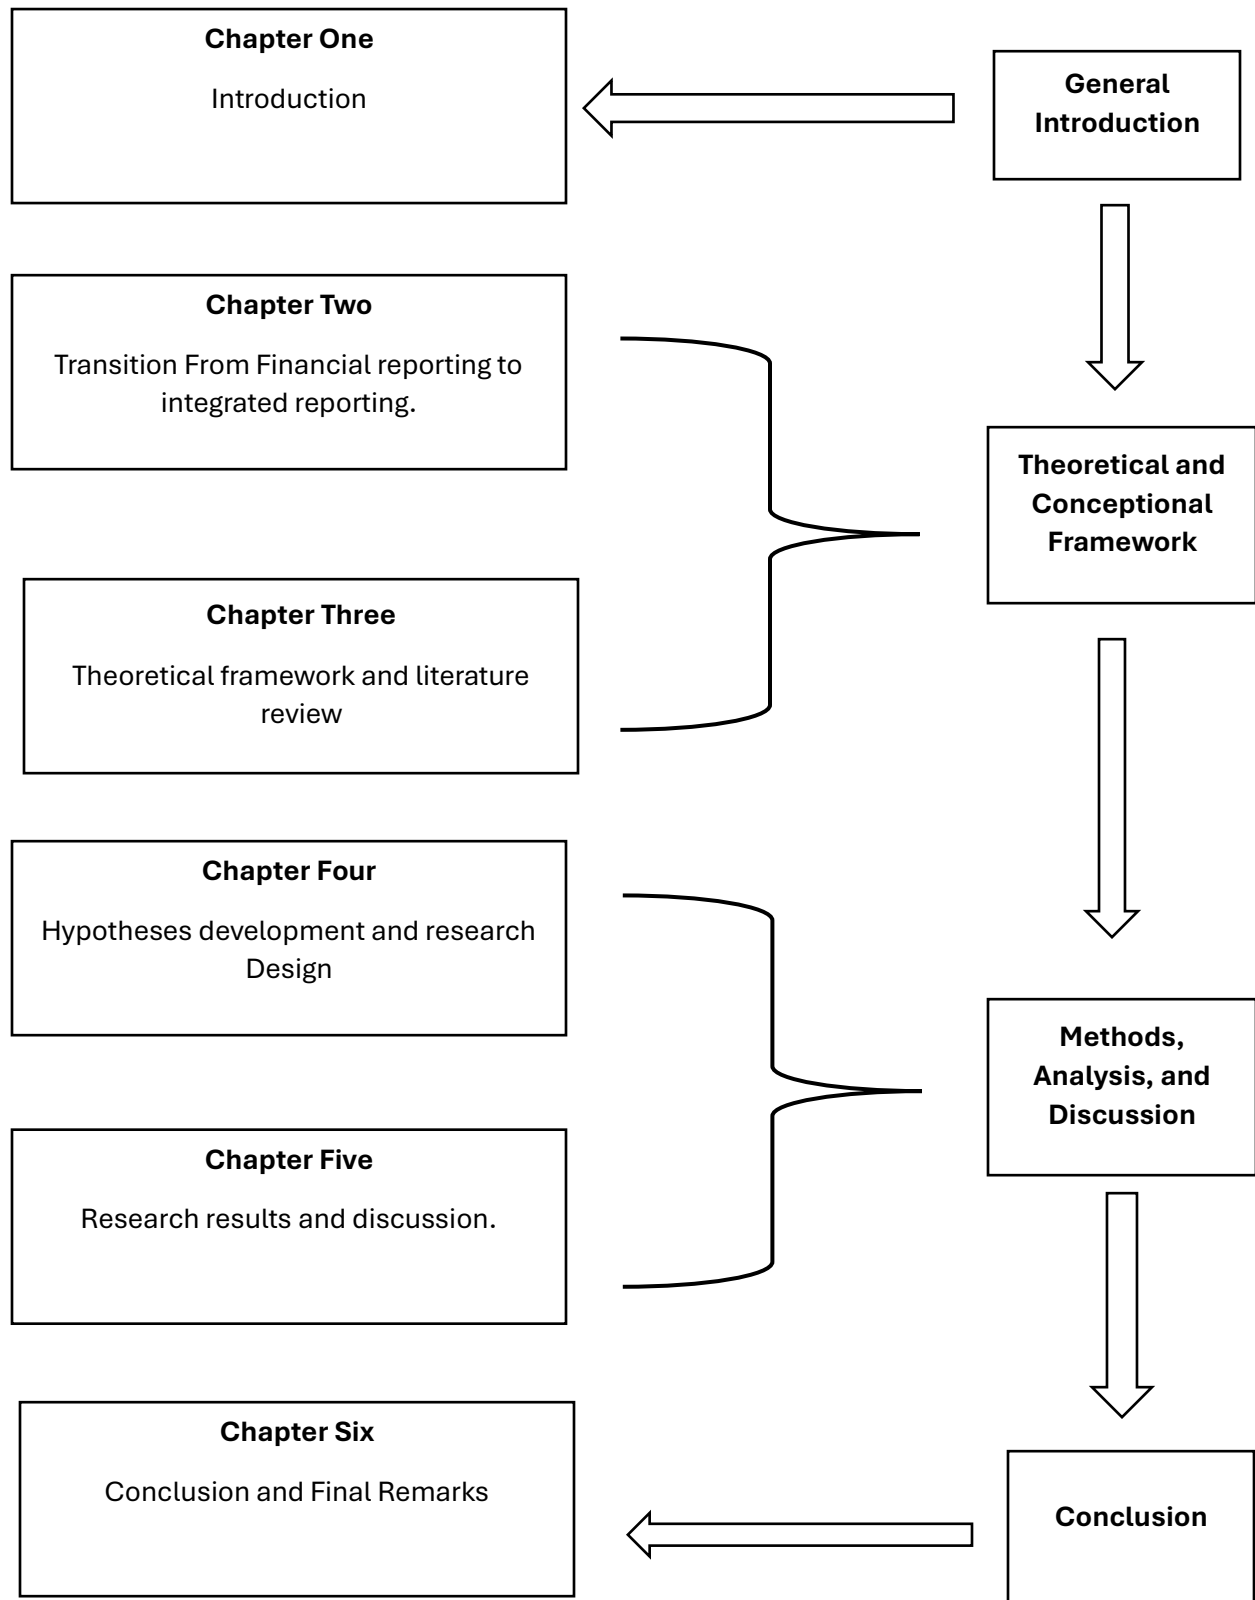 Chapter One
Introduction
General
Introduction
Chapter Two
Transition From Financial reporting to
integrated reporting.
Theoretical and
Conceptional
Framework
Chapter Three
Theoretical framework and literature
review
Chapter Four
Hypotheses development and research
Design
Methods,
Analysis, and
Discussion
Chapter Five
Research results and discussion.
Chapter Six
Conclusion and Final Remarks
Conclusion